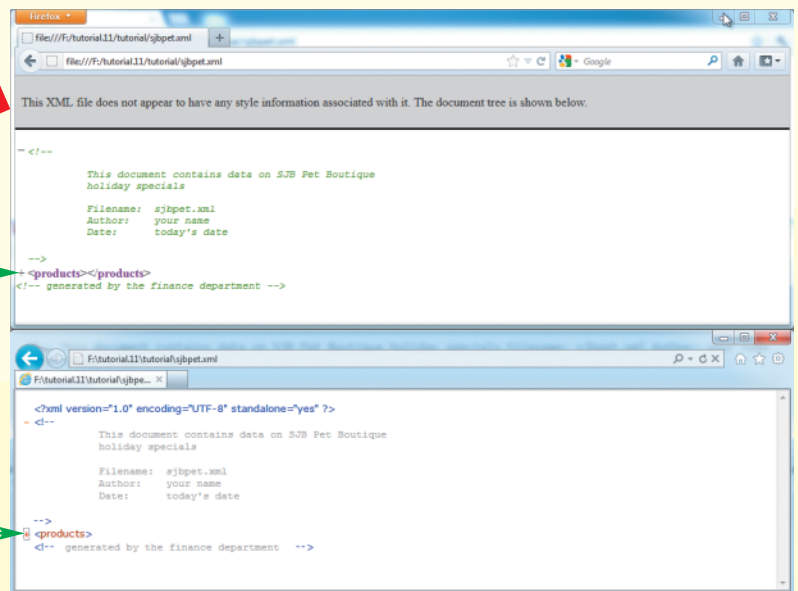 Firefox
file:///F:/tutorial.11/tutorial/sjbpet.xml +
file:///F:/tutorial.11/tutorial/sjbpet.xml Google
This XML file does not appear to have any style information associated with it. The document tree is shown below.
- <!--
This document contains data on SJB Pet Boutique
holiday specials
Filename: sjbpet.xml
Author: your name
Date: today's date
-->
+ <products></products>
<!-- generated by the finance department -->
F:\tutorial.11\tutorial\sjbpet.xml
F:\tutorial.11\tutorial\sjbpe...
<?xml version="1.0" encoding="UTF-8" standalone="yes" ?>
- <!--
This document contains data on SJB Pet Boutique
holiday specials
Filename: sjbpet.xml
Author: your name
Date: today's date
-->
+ <products>
<!-- generated by the finance department -->